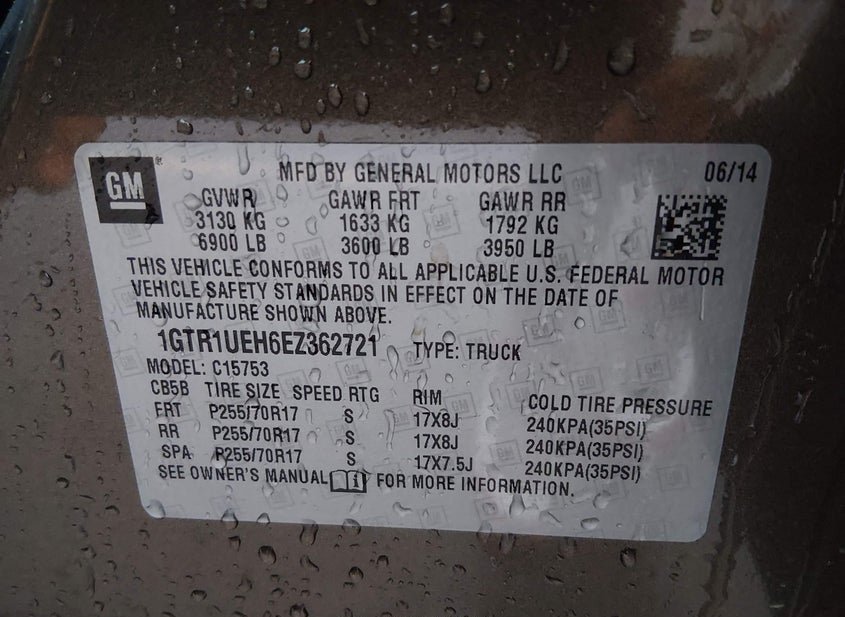 GM
MFD BY GENERAL MOTORS LLC 06/14
GVWR GAWR FRT GAWR RR
3130 KG 1633 KG 1792 KG
6900 LB 3600 LB 3950 LB
THIS VEHICLE CONFORMS TO ALL APPLICABLE U.S. FEDERAL MOTOR
VEHICLE SAFETY STANDARDS IN EFFECT ON THE DATE OF
MANUFACTURE SHOWN ABOVE.
1GTR1UEH6EZ362721 TYPE: TRUCK
MODEL: C15753
CB5B TIRE SIZE SPEED RTG RIM COLD TIRE PRESSURE
FRT P255/70R17 S 17X8J 240KPA(35PSI)
RR P255/70R17 S 17X8J 240KPA(35PSI)
SPA P255/70R17 S 17X7.5J 240KPA(35PSI)
SEE OWNER'S MANUAL FOR MORE INFORMATION.